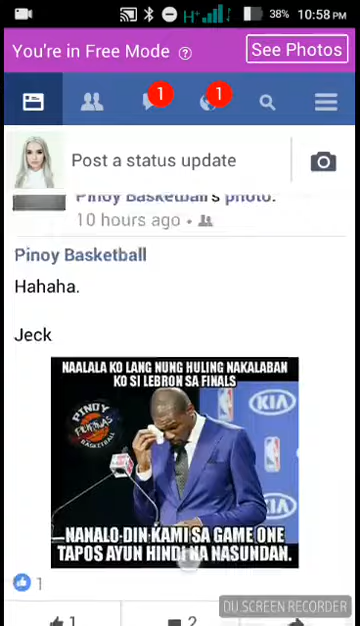 38% 10:58 PM
You're in Free Mode ? See Photos
1 1
Post a status update
Pinoy Basketball's photo.
10 hours ago
Pinoy Basketball
Hahaha.
Jeck
NAALALA KO LANG NUNG HULING NAKALABAN
KO SI LEBRON SA FINALS
PINOY
PILIPINAS
BASKETBALL
KIA
NBA
KIA
NANALO DIN KAMI SA GAME ONE
TAPOS AYUN HINDI NA NASUNDAN.
1
DU SCREEN RECORDER
1 2